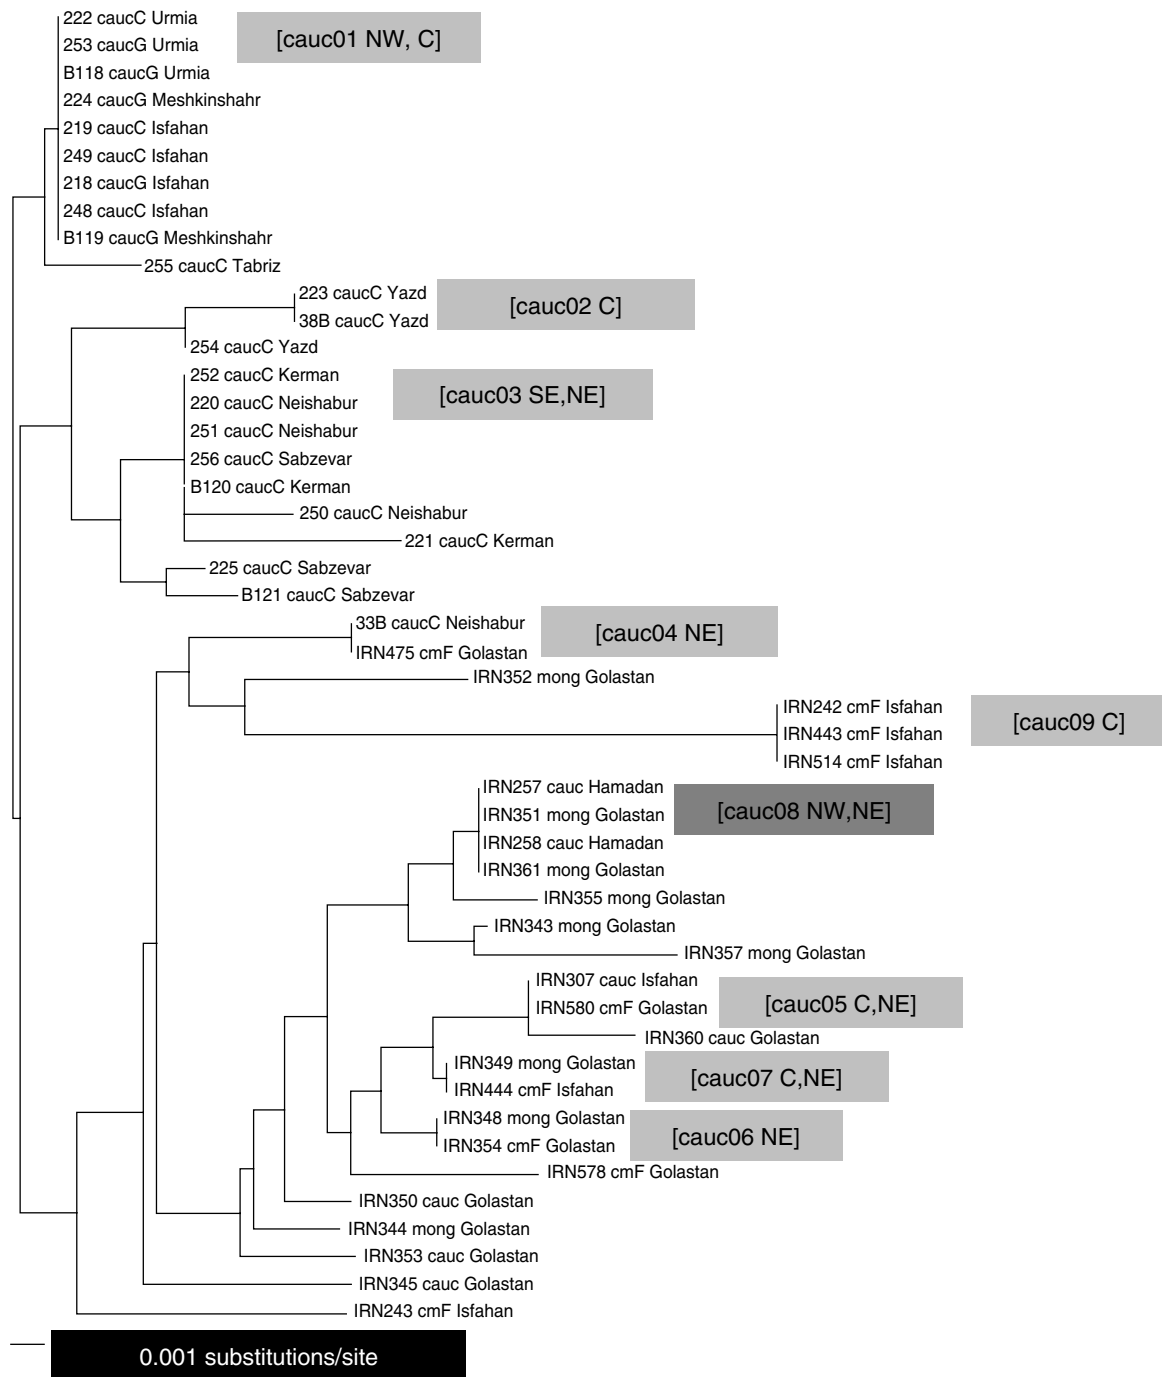 222 caucC Urmia
[cauc01 NW, C]
253 caucG Urmia
B118 caucG Urmia
224 caucG Meshkinshahr
219 caucC Isfahan
249 caucC Isfahan
218 caucG Isfahan
248 caucC Isfahan
B119 caucG Meshkinshahr
255 caucC Tabriz
223 caucC Yazd
[cauc02 C]
38B caucC Yazd
254 caucC Yazd
252 caucC Kerman
[cauc03 SE,NE]
220 caucC Neishabur
251 caucC Neishabur
256 caucC Sabzevar
B120 caucC Kerman
250 caucC Neishabur
221 caucC Kerman
225 caucC Sabzevar
B121 caucC Sabzevar
33B caucC Neishabur
[cauc04 NE]
IRN475 cmF Golastan
IRN352 mong Golastan
IRN242 cmF Isfahan
[cauc09 C]
IRN443 cmF Isfahan
IRN514 cmF Isfahan
IRN257 cauc Hamadan
[cauc08 NW,NE]
IRN351 mong Golastan
IRN258 cauc Hamadan
IRN361 mong Golastan
IRN355 mong Golastan
IRN343 mong Golastan
IRN357 mong Golastan
IRN307 cauc Isfahan
[cauc05 C,NE]
IRN580 cmF Golastan
IRN360 cauc Golastan
IRN349 mong Golastan
[cauc07 C,NE]
IRN444 cmF Isfahan
IRN348 mong Golastan
[cauc06 NE]
IRN354 cmF Golastan
IRN578 cmF Golastan
IRN350 cauc Golastan
IRN344 mong Golastan
IRN353 cauc Golastan
IRN345 cauc Golastan
IRN243 cmF Isfahan
0.001 substitutions/site